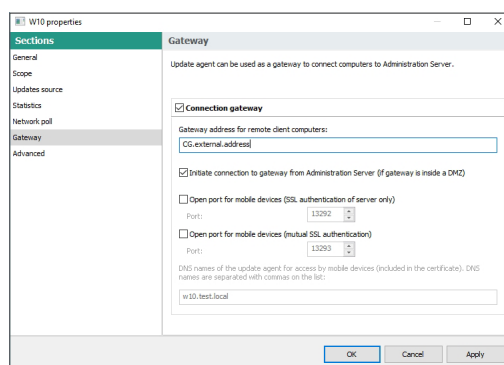 W10 properties
Sections
General
Scope
Updates source
Statistics
Network poll
Gateway
Advanced
Gateway
Update agent can be used as a gateway to connect computers to Administration Server.
Connection gateway
Gateway address for remote client computers:
CG.external.address
Initiate connection to gateway from Administration Server (if gateway is inside a DMZ)
Open port for mobile devices (SSL authentication of server only)
Port: 13292
Open port for mobile devices (mutual SSL authentication)
Port: 13293
DNS names of the update agent for access by mobile devices (included in the certificate). DNS
names are separated with commas on the list:
w10.test.local
OK Cancel Apply